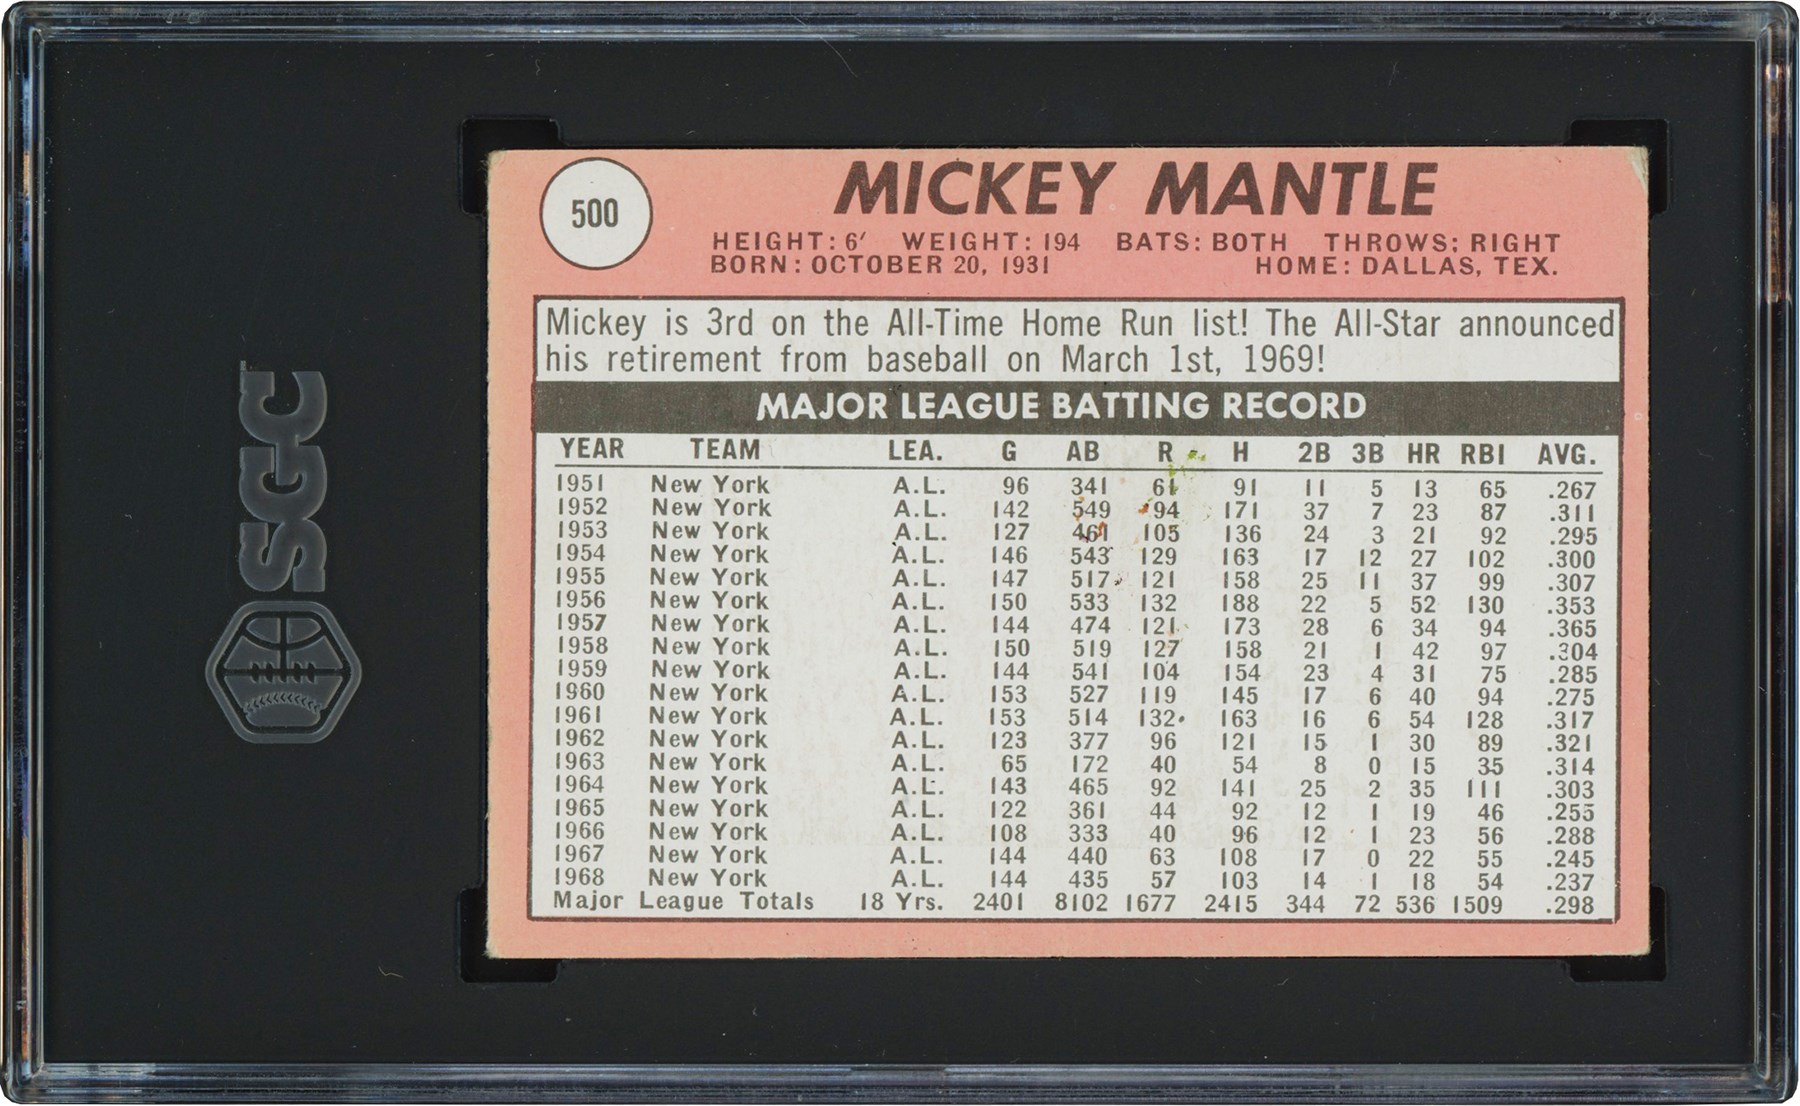 500
MICKEY MANTLE
HEIGHT: 6' WEIGHT: 194 BATS: BOTH THROWS: RIGHT
BORN: OCTOBER 20, 1931 HOME: DALLAS, TEX.
Mickey is 3rd on the All-Time Home Run list! The All-Star announced
his retirement from baseball on March 1st, 1969!
MAJOR LEAGUE BATTING RECORD
YEAR TEAM LEA. G AB R H 2B 3B HR RBI AVG.
1951 New York A.L. 96 341 61 91 11 5 13 65 .267
1952 New York A.L. 142 549 94 171 37 7 23 87 .311
1953 New York A.L. 127 461 105 136 24 3 21 92 .295
1954 New York A.L. 146 543 129 163 17 12 27 102 .300
1955 New York A.L. 147 517 121 158 25 11 37 99 .307
1956 New York A.L. 150 533 132 188 22 5 52 130 .353
1957 New York A.L. 144 474 121 173 28 6 34 94 .365
1958 New York A.L. 150 519 127 158 21 1 42 97 .304
1959 New York A.L. 144 541 104 154 23 4 31 75 .285
1960 New York A.L. 153 527 119 145 17 6 40 94 .275
1961 New York A.L. 153 514 132 163 16 6 54 128 .317
1962 New York A.L. 123 377 96 121 15 1 30 89 .321
1963 New York A.L. 65 172 40 54 8 0 15 35 .314
1964 New York A.L. 143 465 92 141 25 2 35 111 .303
1965 New York A.L. 122 361 44 92 12 1 19 46 .255
1966 New York A.L. 108 333 40 96 12 1 23 56 .288
1967 New York A.L. 144 440 63 108 17 0 22 55 .245
1968 New York A.L. 144 435 57 103 14 1 18 54 .237
Major League Totals 18 Yrs. 2401 8102 1677 2415 344 72 536 1509 .298
SGC